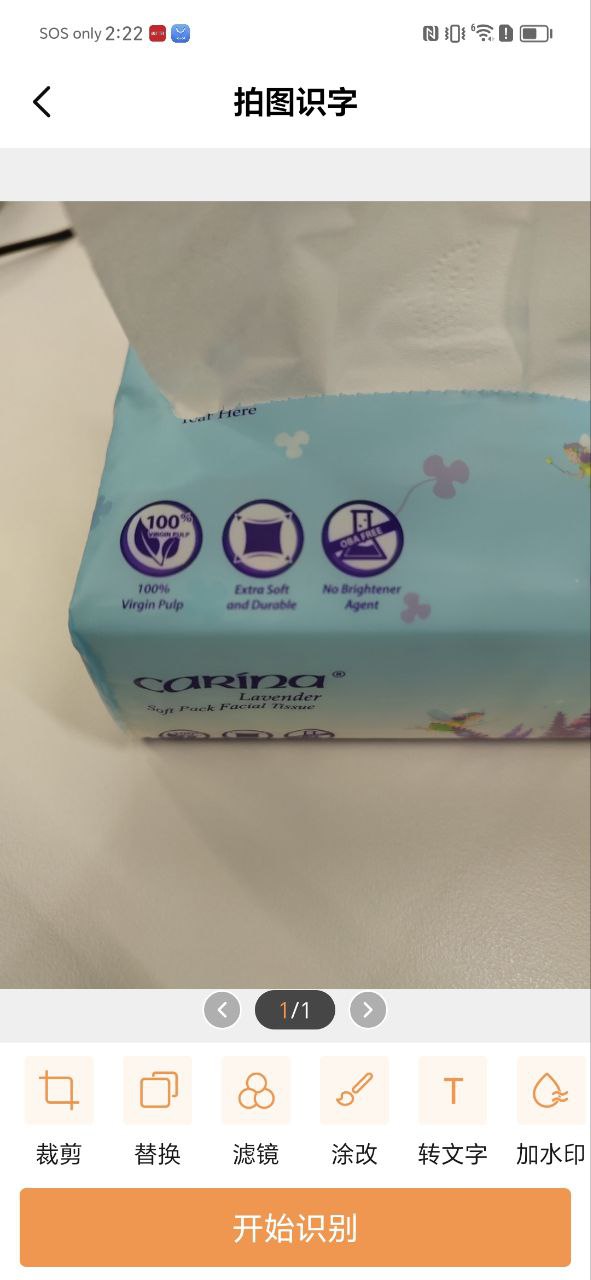 SOS only 2:22
拍图识字
Tear Here
100%
VIRGIN PULP
OBA FREE
100%
Virgin Pulp
Extra Soft
and Durable
No Brightener
Agent
carína®
Lavender
Soft Pack Facial Tissue
1/1
裁剪
替换
滤镜
涂改
T
转文字
加水印
开始识别